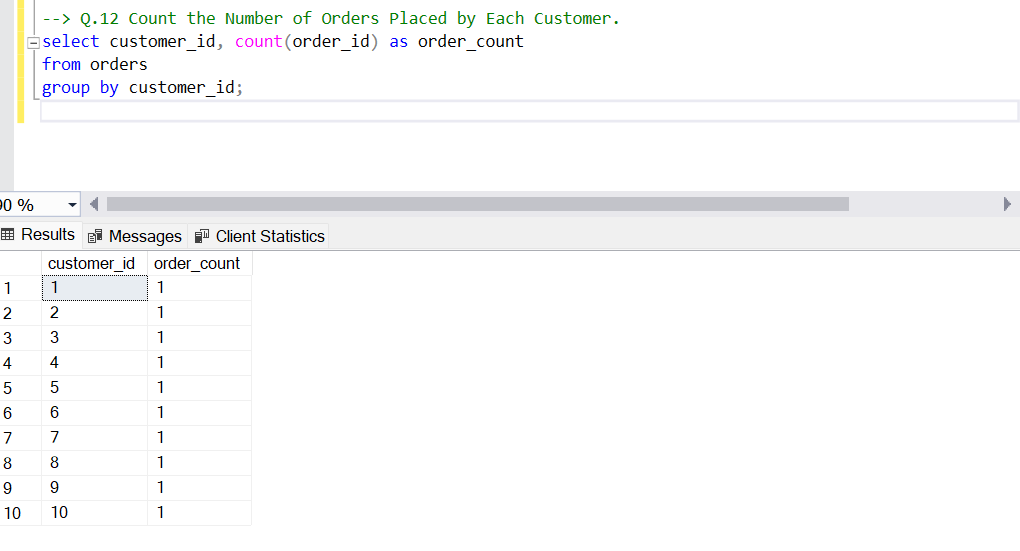 --> Q.12 Count the Number of Orders Placed by Each Customer.
select customer_id, count(order_id) as order_count
from orders
group by customer_id;
90 %
Results Messages Client Statistics
customer_id order_count
1 1 1
2 2 1
3 3 1
4 4 1
5 5 1
6 6 1
7 7 1
8 8 1
9 9 1
10 10 1